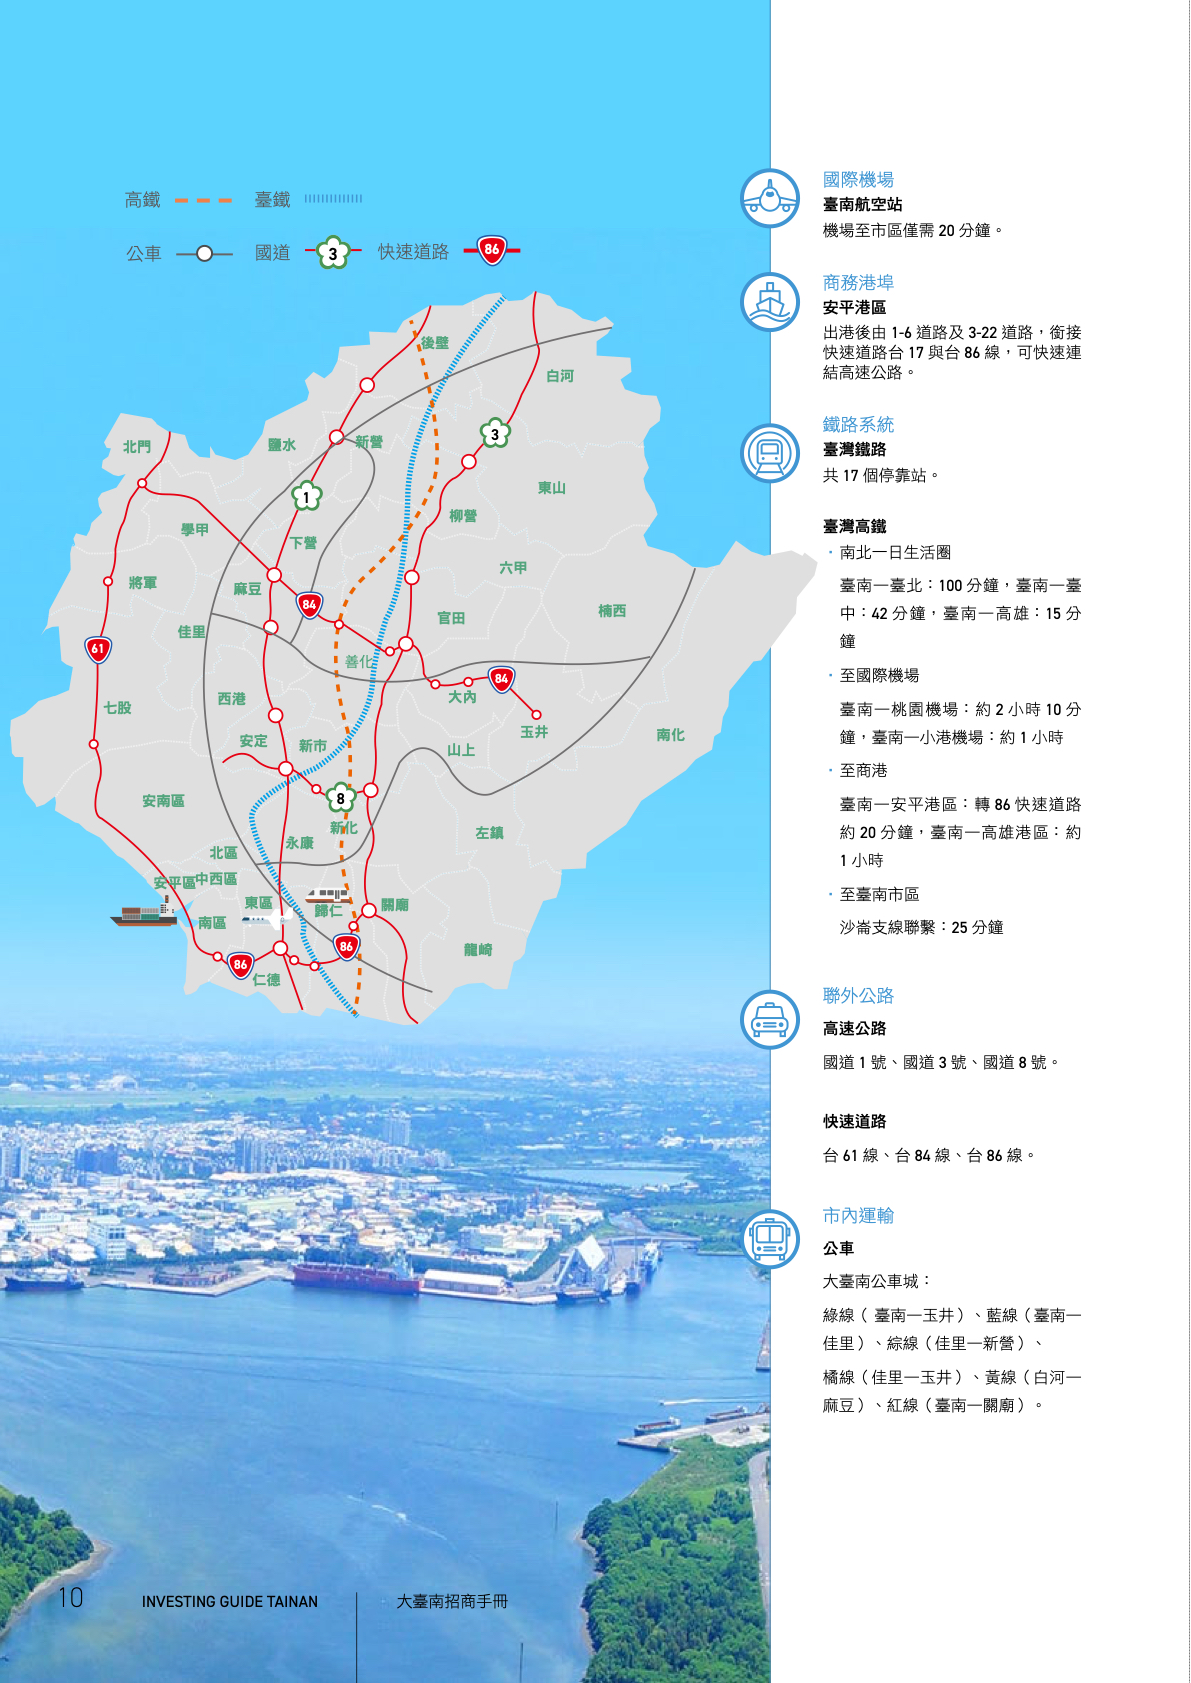 高鐵
臺鐵
公車
國道
3
快速道路
86
後壁
白河
北門
鹽水
新營
3
1
東山
學甲
下營
柳營
六甲
將軍
麻豆
84
官田
楠西
佳里
61
善化
84
西港
大內
七股
玉井
南化
安定
新市
山上
安南區
8
新化
左鎮
永康
北區
安平區
中西區
東區
歸仁
關廟
南區
86
龍崎
86
仁德
國際機場
臺南航空站
機場至市區僅需 20 分鐘。
商務港埠
安平港區
出港後由 1-6 道路及 3-22 道路，銜接
快速道路台 17 與台 86 線，可快速連
結高速公路。
鐵路系統
臺灣鐵路
共 17 個停靠站。
臺灣高鐵
・南北一日生活圈
臺南—臺北：100 分鐘，臺南—臺
中：42 分鐘，臺南—高雄：15 分
鐘
・至國際機場
臺南—桃園機場：約 2 小時 10 分
鐘，臺南—小港機場：約 1 小時
・至商港
臺南—安平港區：轉 86 快速道路
約 20 分鐘，臺南—高雄港區：約
1 小時
・至臺南市區
沙崙支線聯繫：25 分鐘
聯外公路
高速公路
國道 1 號、國道 3 號、國道 8 號。
快速道路
台 61 線、台 84 線、台 86 線。
市內運輸
公車
大臺南公車城：
綠線（ 臺南—玉井）、藍線（臺南—
佳里）、綜線（佳里—新營）、
橘線（佳里—玉井）、黃線（白河—
麻豆）、紅線（臺南—關廟）。
10
INVESTING GUIDE TAINAN
大臺南招商手冊